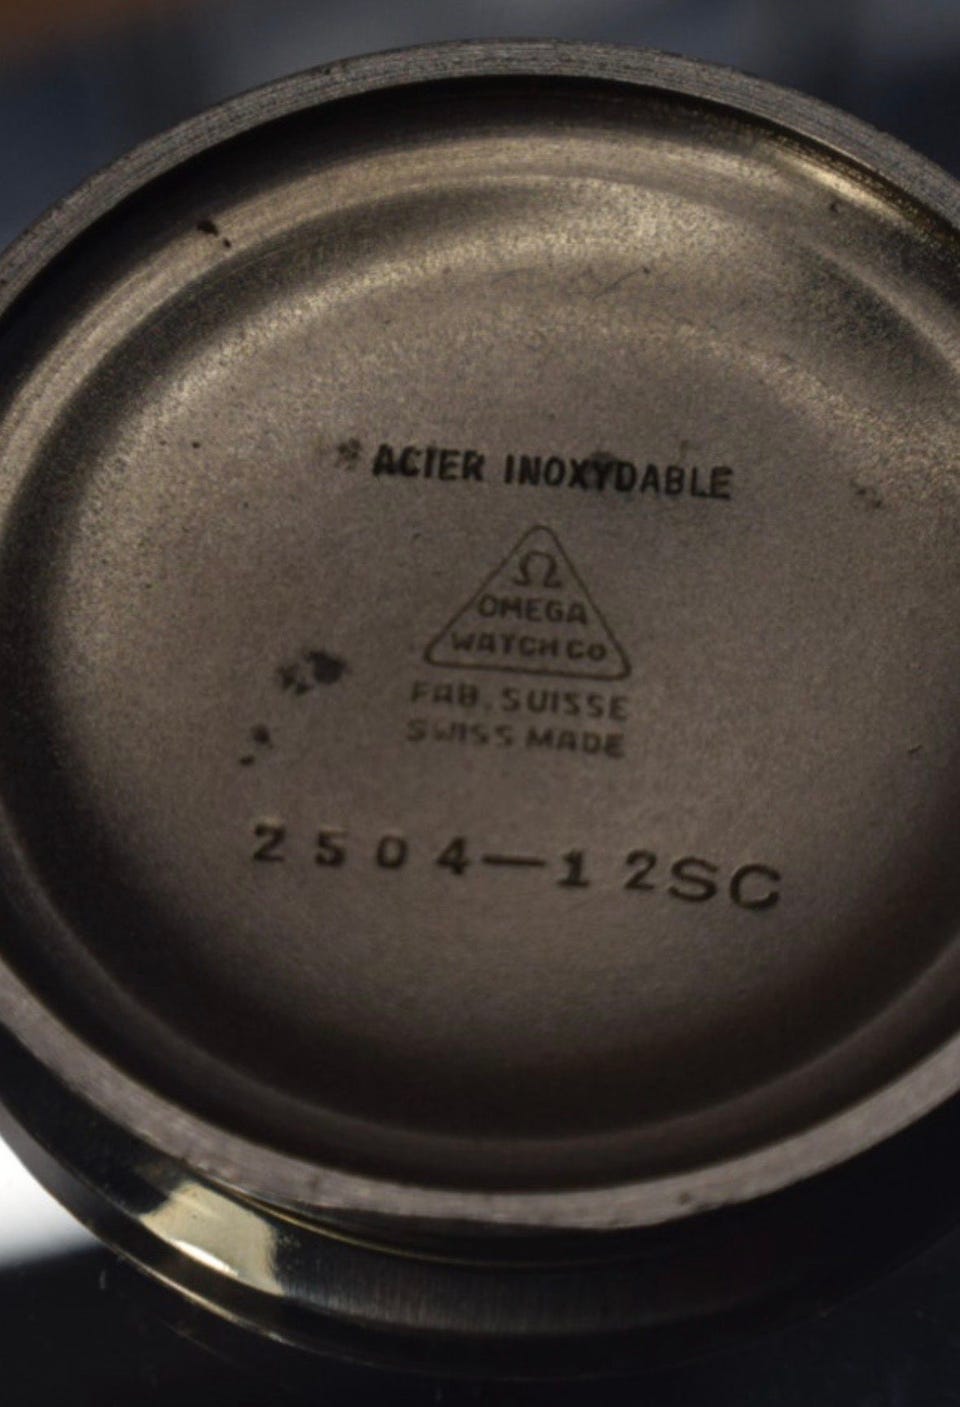 ACIER INOXYDABLE
Ω
OMEGA
WATCH Co
FAB. SUISSE
SWISS MADE
2504-12SC